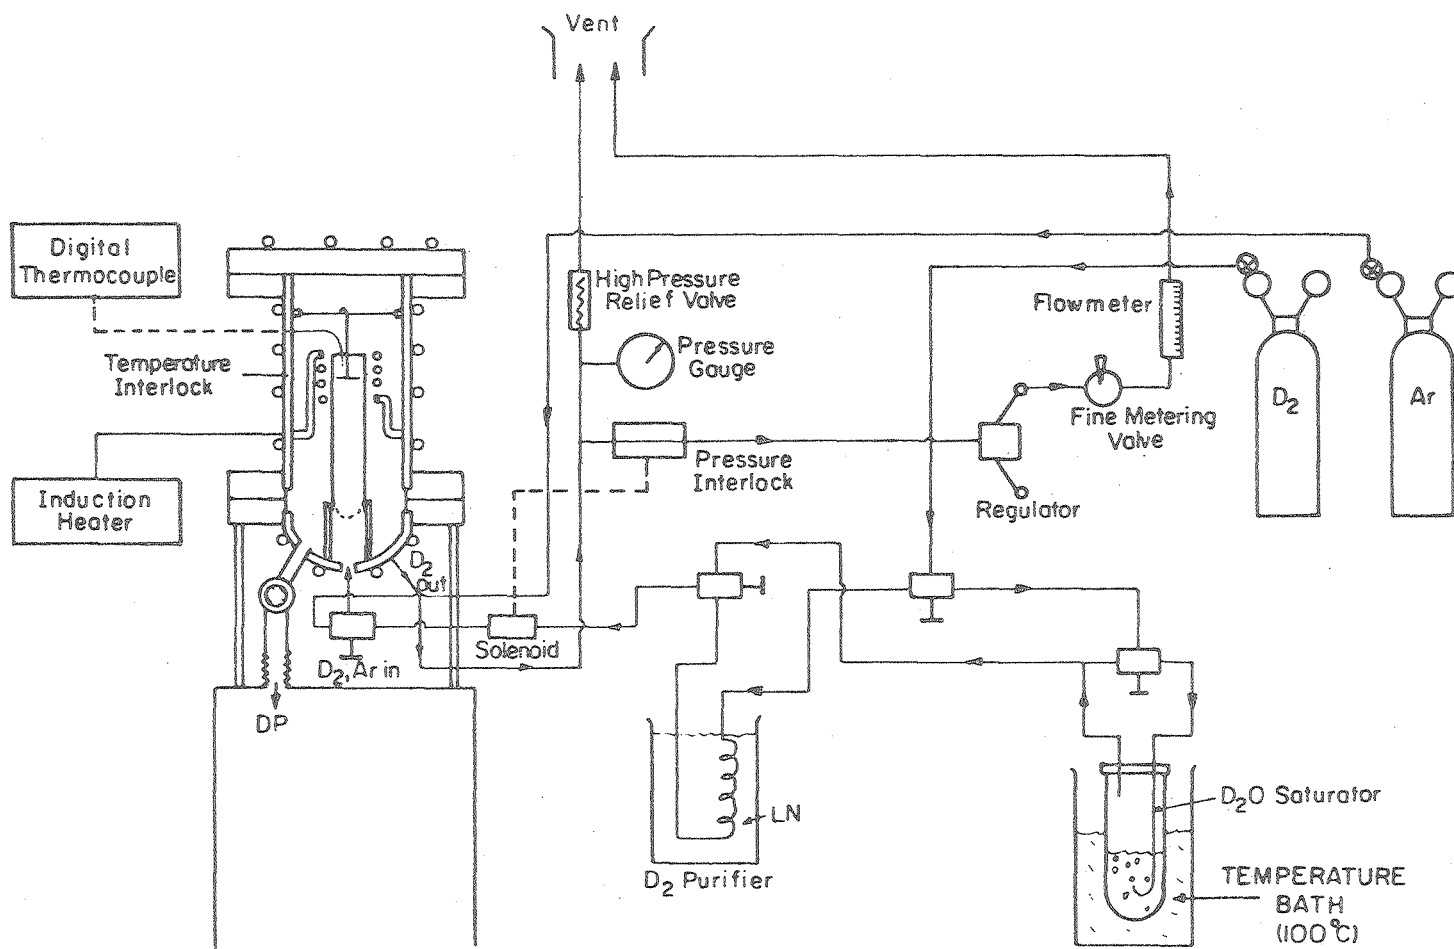 Vent
Digital
Thermocouple
Temperature
Interlock
Induction
Heater
High Pressure
Relief Valve
Pressure
Gauge
Pressure
Interlock
Flowmeter
Fine Metering
Valve
Regulator
D2
Ar
D2
out
Solenoid
D2, Ar in
DP
LN
D2 Purifier
D2O Saturator
TEMPERATURE
BATH
(100°C)